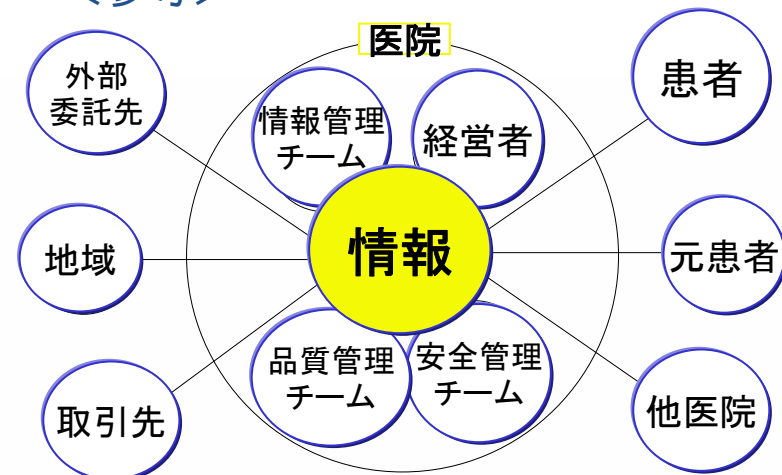 医院
外部
委託先
情報管理
チーム
経営者
患者
地域
情報
元患者
品質管理
チーム
安全管理
チーム
取引先
他医院